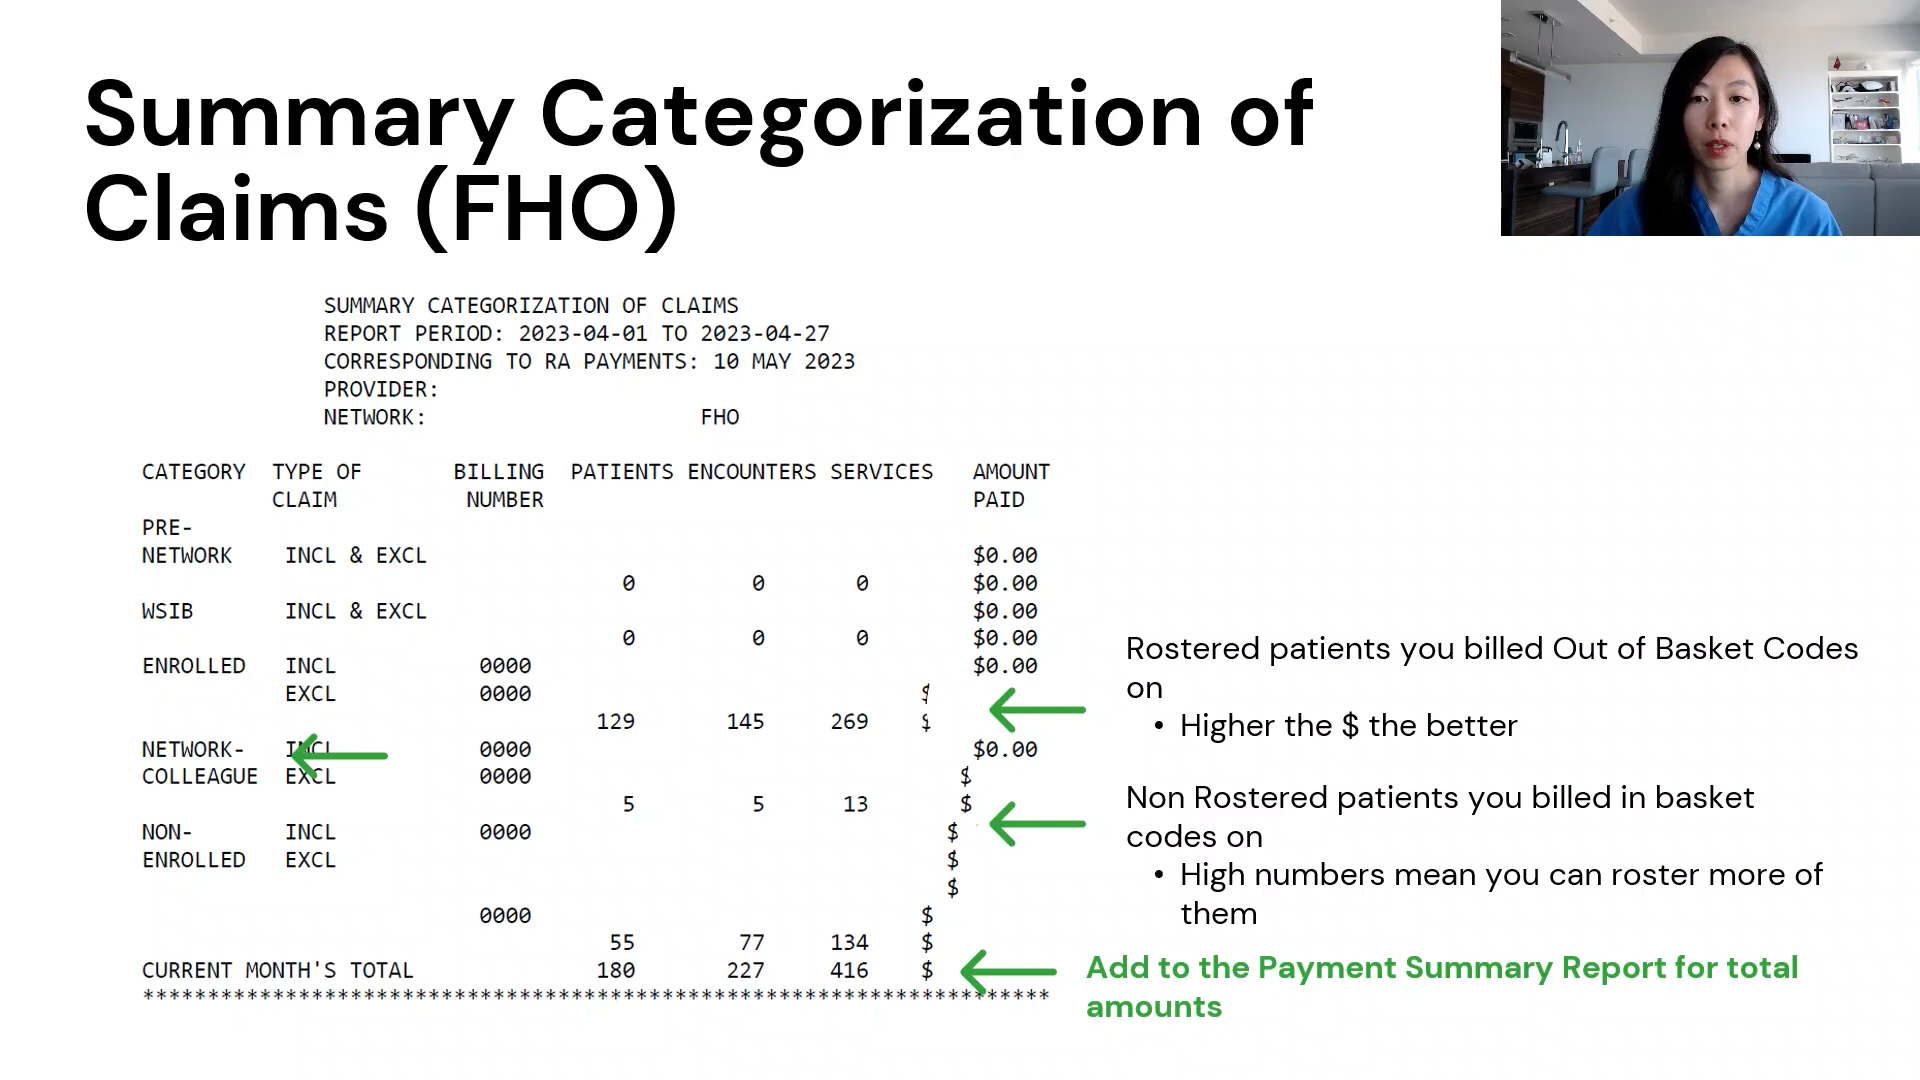 Summary Categorization of
Claims (FHO)
SUMMARY CATEGORIZATION OF CLAIMS
REPORT PERIOD: 2023-04-01 TO 2023-04-27
CORRESPONDING TO RA PAYMENTS: 10 MAY 2023
PROVIDER:
NETWORK: FHO
CATEGORY TYPE OF BILLING PATIENTS ENCOUNTERS SERVICES AMOUNT
CLAIM NUMBER PAID
PRE-
NETWORK INCL & EXCL $0.00
0 0 0 $0.00
WSIB INCL & EXCL $0.00
0 0 0 $0.00
ENROLLED INCL 0000 $0.00
EXCL 0000 $
129 145 269 $
NETWORK- INCL 0000 $0.00
COLLEAGUE EXCL 0000 $
5 5 13 $
NON- INCL 0000 $
ENROLLED EXCL $
$
0000 $
55 77 134 $
CURRENT MONTH'S TOTAL 180 227 416 $
**********************************************************************
Rostered patients you billed Out of Basket Codes
on
• Higher the $ the better
Non Rostered patients you billed in basket
codes on
• High numbers mean you can roster more of
them
Add to the Payment Summary Report for total
amounts